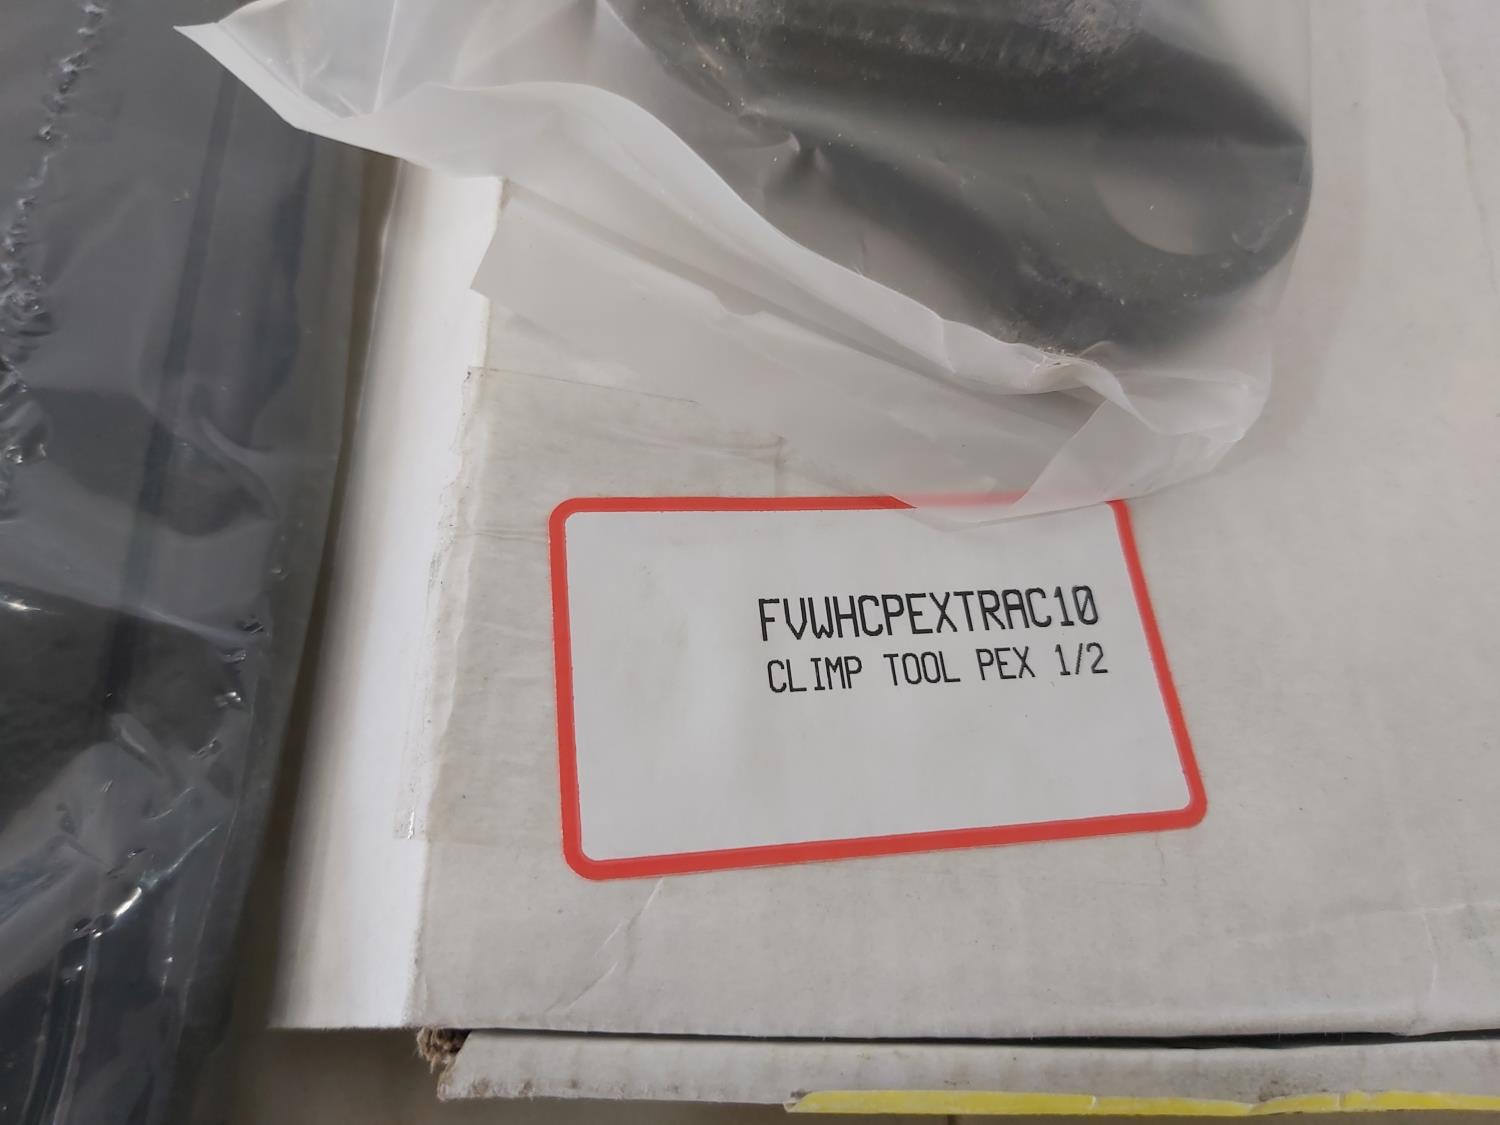 FVWHCPEXTRAC10
CLIMP TOOL PEX 1/2